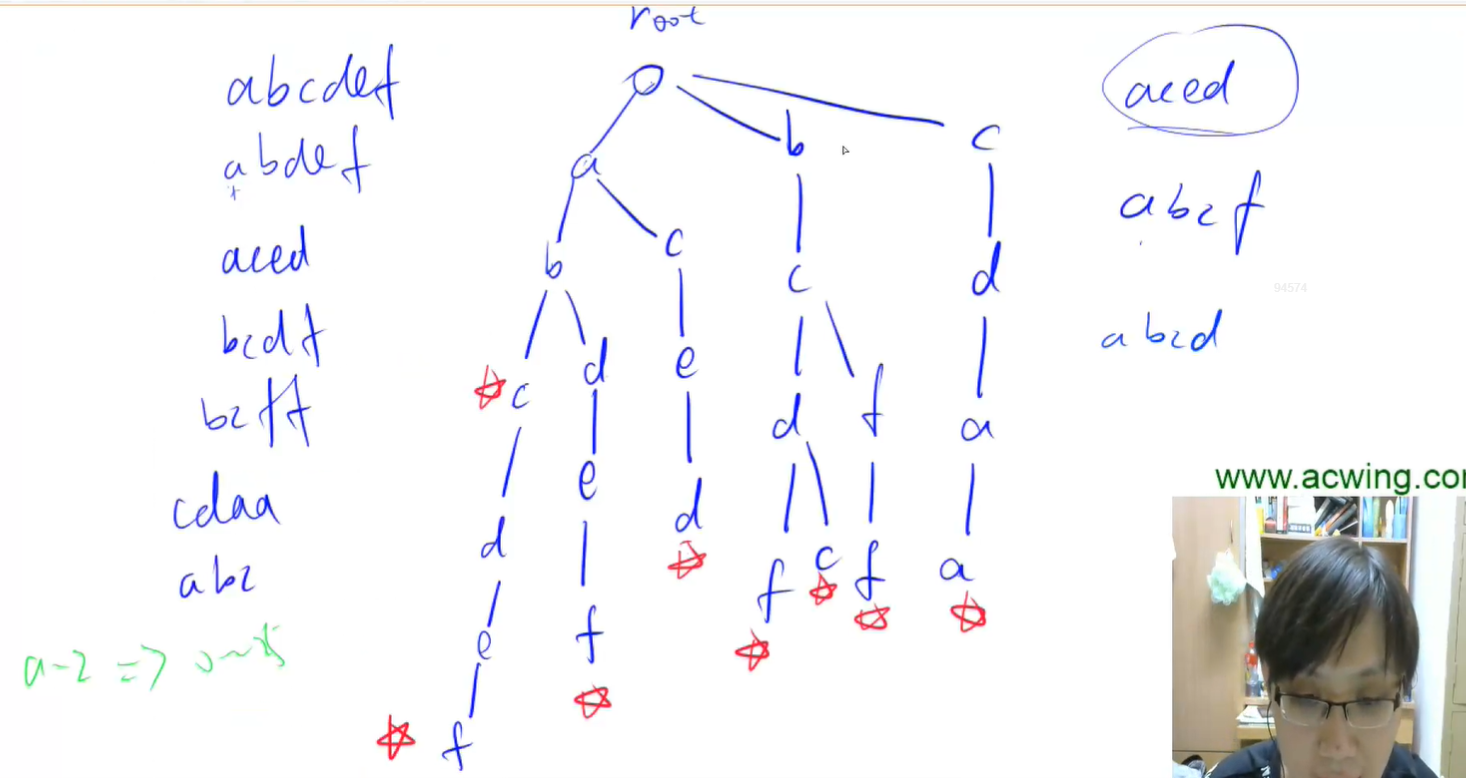 root
abcdef
abdef
aced
bcdf
bcff
cdaa
abc
a-z => 0~25
a b c
b c d
c d e d f a
d e d c f a
e f
f
aced
abcf
abcd
94574
www.acwing.co